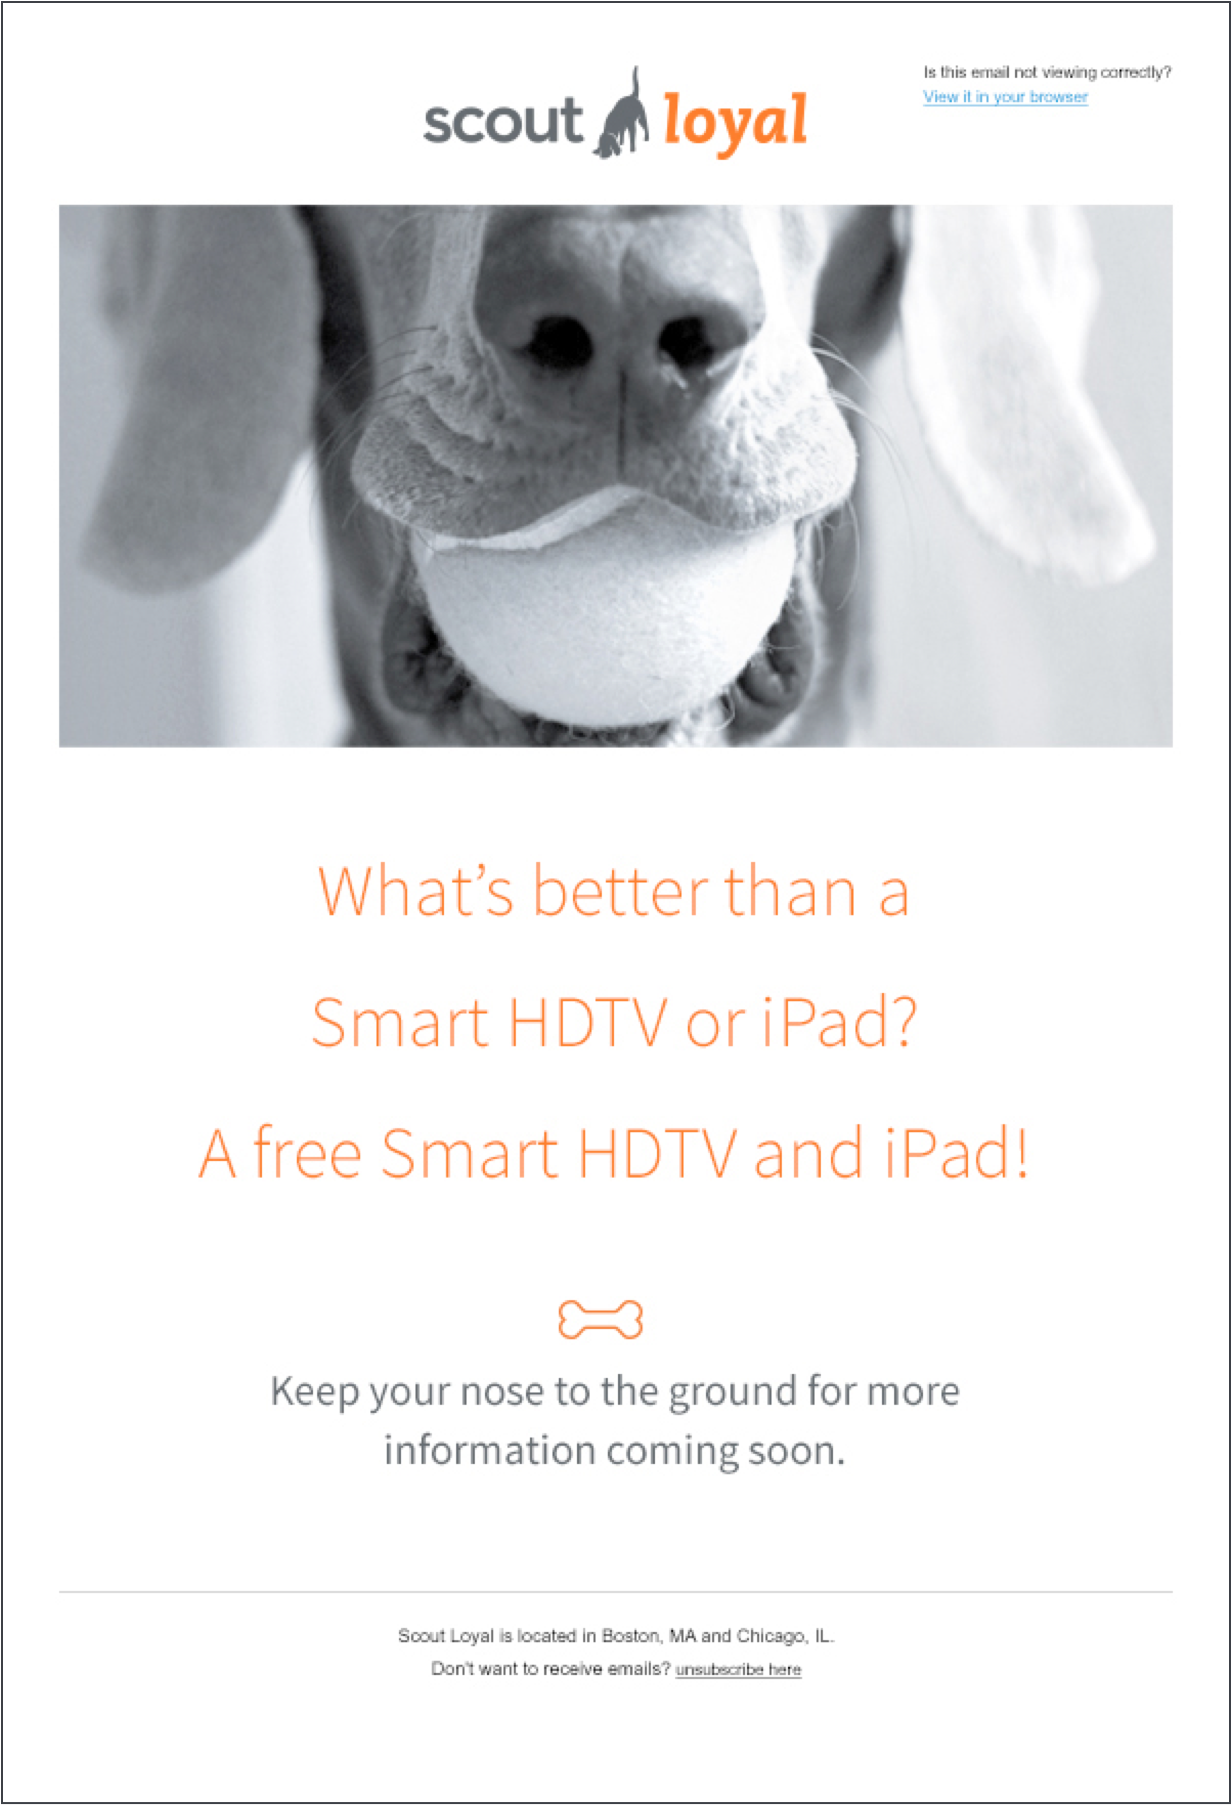 scout loyal
Is this email not viewing correctly?
View it in your browser
What's better than a
Smart HDTV or iPad?
A free Smart HDTV and iPad!
Keep your nose to the ground for more
information coming soon.
Scout Loyal is located in Boston, MA and Chicago, IL.
Don't want to receive emails? unsubscribe here